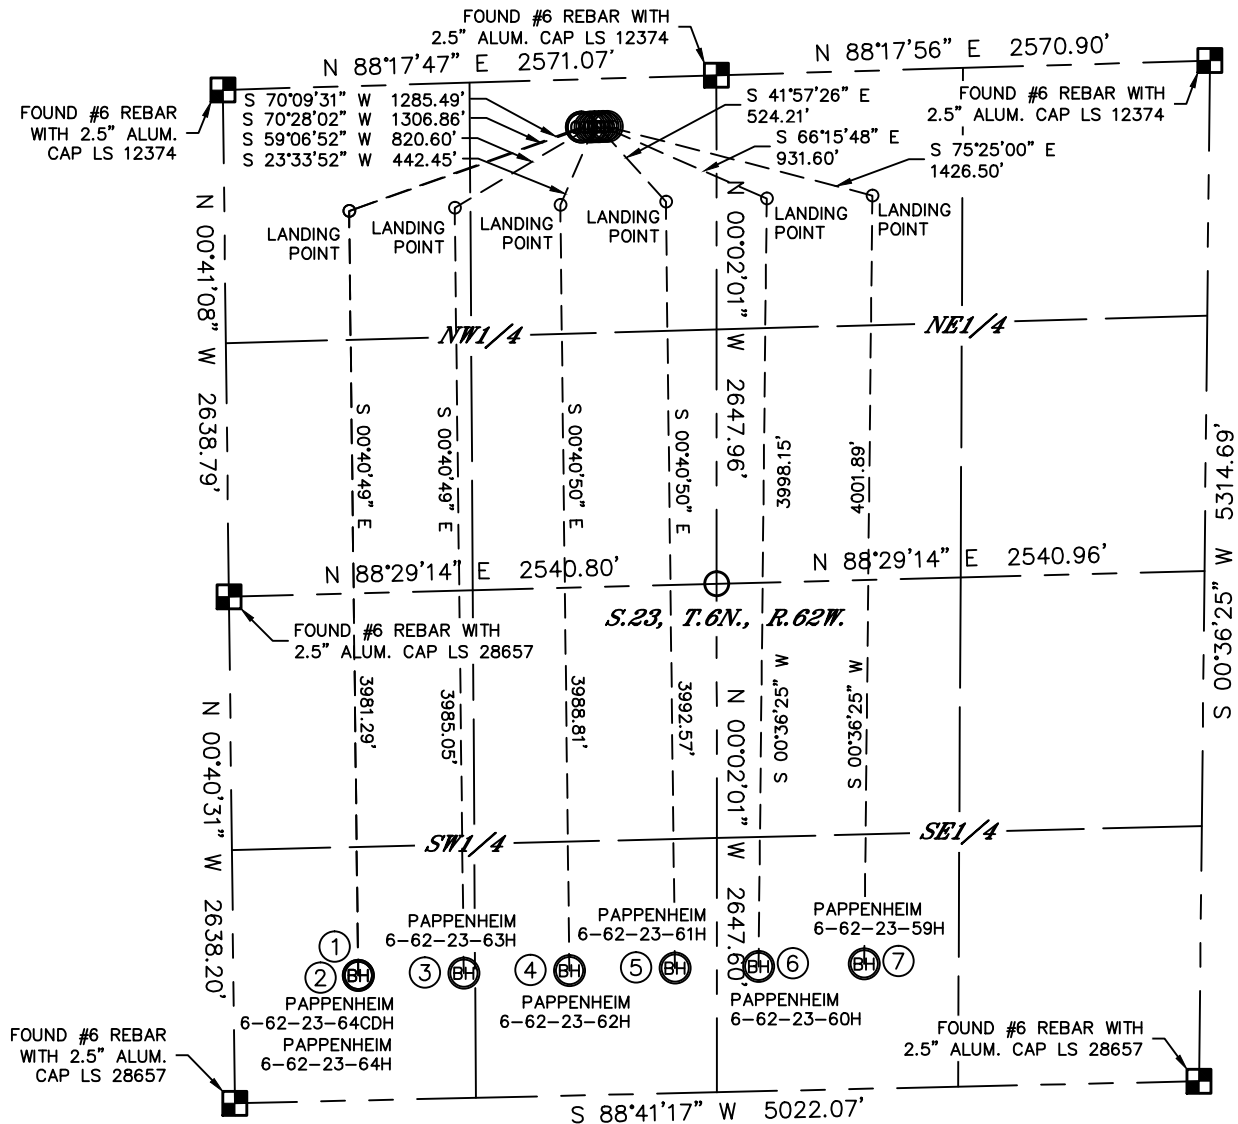 FOUND #6 REBAR WITH
2.5" ALUM. CAP LS 12374
N 88°17'47" E 2571.07'
N 88°17'56" E 2570.90'
FOUND #6 REBAR
WITH 2.5" ALUM.
CAP LS 12374
FOUND #6 REBAR WITH
2.5" ALUM. CAP LS 12374
S 70°09'31" W 1285.49'
S 70°28'02" W 1306.86'
S 59°06'52" W 820.60'
S 23°33'52" W 442.45'
S 41°57'26" E
524.21'
S 66°15'48" E
931.60'
S 75°25'00" E
1426.50'
LANDING
POINT
LANDING
POINT
LANDING
POINT
LANDING
POINT
LANDING
POINT
LANDING
POINT
N 00°41'08" W 2638.79'
N 00°02'01" W 2647.96'
NW1/4
NE1/4
S 00°40'49" E
S 00°40'49" E
S 00°40'50" E
S 00°40'50" E
3998.15'
4001.89'
S 00°36'25" W 5314.69'
N 88°29'14" E 2540.80'
N 88°29'14" E 2540.96'
S.23, T.6N., R.62W.
FOUND #6 REBAR WITH
2.5" ALUM. CAP LS 28657
3981.29'
3985.05'
3988.81'
3992.57'
S 00°36'25" W
S 00°36'25" W
N 00°40'31" W 2638.20'
N 00°02'01" W 2647.60'
SW1/4
SE1/4
PAPPENHEIM
6-62-23-63H
PAPPENHEIM
6-62-23-61H
PAPPENHEIM
6-62-23-59H
1
2 BH
3 BH
4 BH
5 BH
BH 6
BH 7
PAPPENHEIM
6-62-23-64CDH
PAPPENHEIM
6-62-23-64H
PAPPENHEIM
6-62-23-62H
PAPPENHEIM
6-62-23-60H
FOUND #6 REBAR
WITH 2.5" ALUM.
CAP LS 28657
FOUND #6 REBAR WITH
2.5" ALUM. CAP LS 28657
S 88°41'17" W 5022.07'